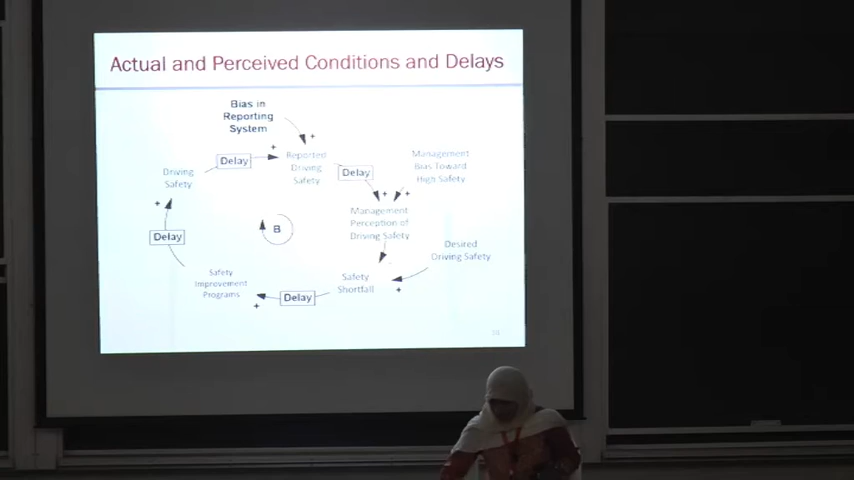 Actual and Perceived Conditions and Delays
Bias in
Reporting
System
+
+
Delay
Reported
Driving
Safety
Delay
Management
Bias Toward
High Safety
Driving
Safety
+
+
+
Management
Perception of
Driving Safety
Delay
B
Desired
Driving Safety
Safety
Improvement
Programs
Safety
Shortfall
Delay
+
+